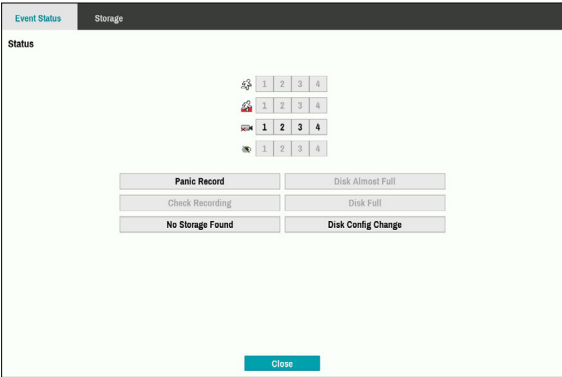 Event Status Storage
Status
1 2 3 4
1 2 3 4
1 2 3 4
1 2 3 4
Panic Record Disk Almost Full
Check Recording Disk Full
No Storage Found Disk Config Change
Close